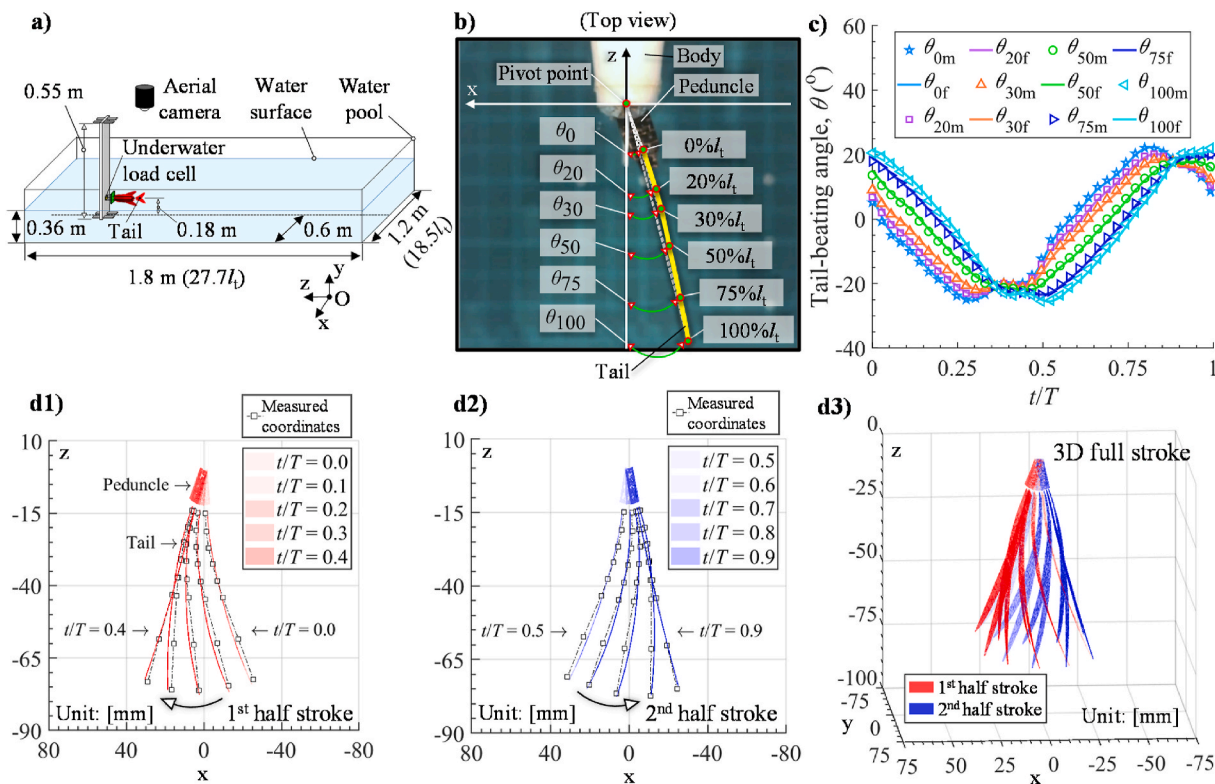 a)
0.55 m
Aerial
camera
Water
surface
Water
pool
Underwater
load cell
0.36 m
Tail
0.18 m
0.6 m
1.2 m
(18.5lt)
1.8 m (27.7lt)
y
z
O
x
b)
(Top view)
z
Body
Pivot point
Peduncle
x
θ0
0%lt
θ20
20%lt
θ30
30%lt
θ50
50%lt
θ75
75%lt
θ100
100%lt
Tail
c)
Tail-beating angle, θ (o)
60
40
20
0
-20
-40
θ0m θ20f θ50m θ75f
θ0f θ30m θ50f θ100m
θ20m θ30f θ75m θ100f
0 0.25 0.5 0.75 1
t/T
d1)
Measured
coordinates
10
z
t/T = 0.0
t/T = 0.1
t/T = 0.2
t/T = 0.3
t/T = 0.4
Peduncle
-15
Tail
-40
t/T = 0.4
t/T = 0.0
-65
Unit: [mm]
1st half stroke
-90
80 40 0 -40 -80
x
d2)
Measured
coordinates
10
z
t/T = 0.5
t/T = 0.6
t/T = 0.7
t/T = 0.8
t/T = 0.9
-15
-40
t/T = 0.5
t/T = 0.9
-65
Unit: [mm]
2nd half stroke
-90
80 40 0 -40 -80
x
d3)
0
z
3D full stroke
-25
-50
-75
-100
1st half stroke
2nd half stroke
Unit: [mm]
-75
y 0
75
75 50 25 0 -25 -50 -75
x